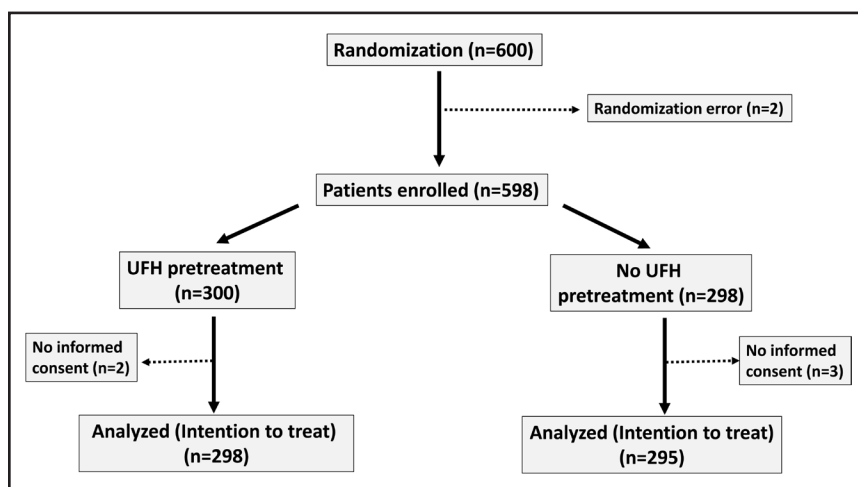 Randomization (n=600)
Randomization error (n=2)
Patients enrolled (n=598)
UFH pretreatment
(n=300)
No UFH
pretreatment (n=298)
No informed
consent (n=2)
No informed
consent (n=3)
Analyzed (Intention to treat)
(n=298)
Analyzed (Intention to treat)
(n=295)